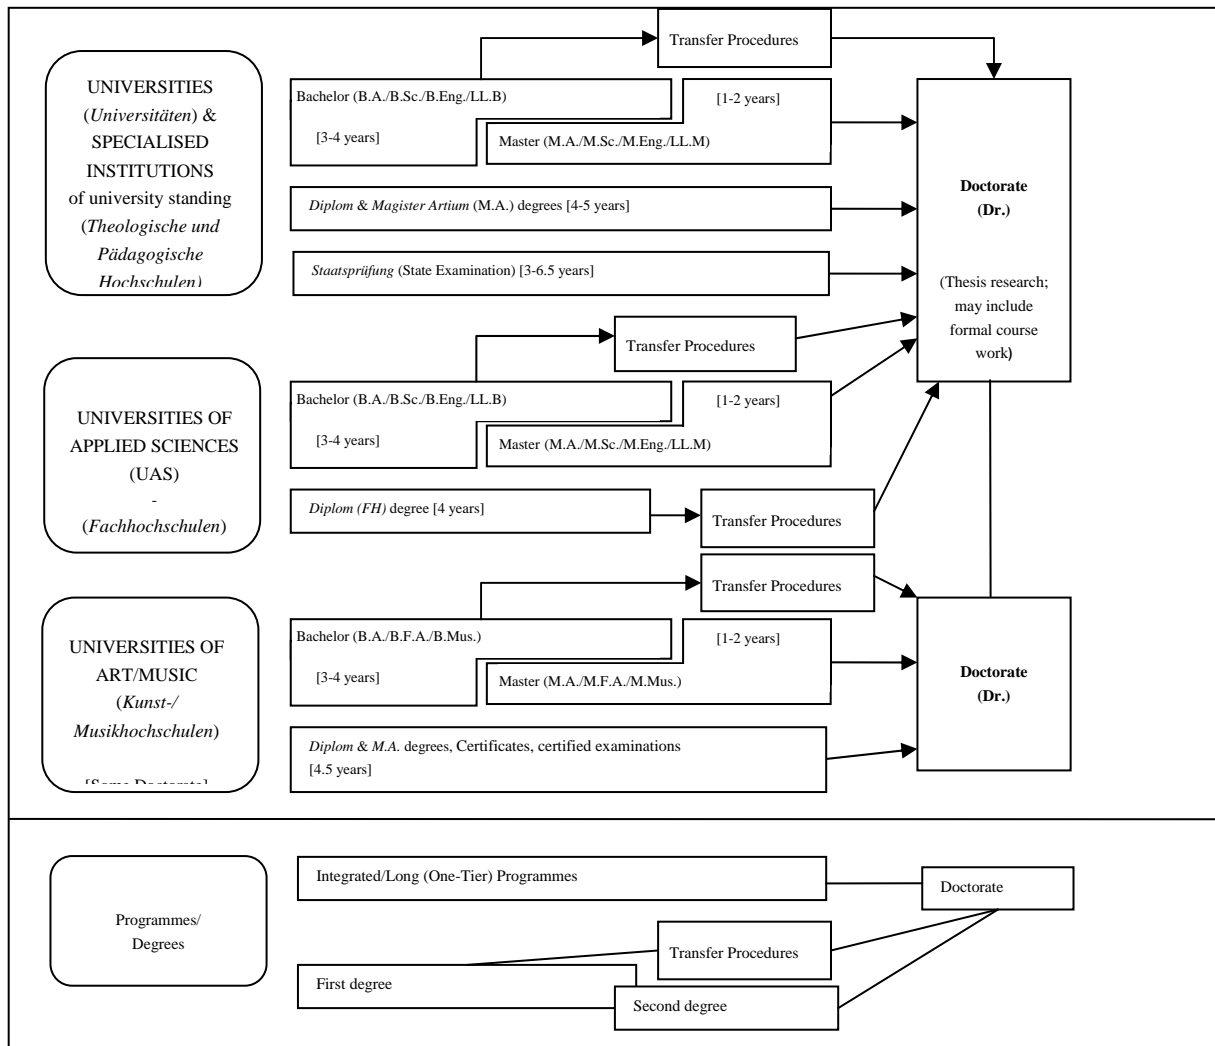 Transfer Procedures
UNIVERSITIES
(Universitäten) &
SPECIALISED
INSTITUTIONS
of university standing
(Theologische und
Pädagogische
Hochschulen)
Bachelor (B.A./B.Sc./B.Eng./LL.B)
[3-4 years]
[1-2 years]
Master (M.A./M.Sc./M.Eng./LL.M)
Diplom & Magister Artium (M.A.) degrees [4-5 years]
Staatsprüfung (State Examination) [3-6.5 years]
Doctorate
(Dr.)
(Thesis research;
may include
formal course
work)
Transfer Procedures
UNIVERSITIES OF
APPLIED SCIENCES
(UAS)
-
(Fachhochschulen)
Bachelor (B.A./B.Sc./B.Eng./LL.B)
[3-4 years]
[1-2 years]
Master (M.A./M.Sc./M.Eng./LL.M)
Diplom (FH) degree [4 years]
Transfer Procedures
Transfer Procedures
UNIVERSITIES OF
ART/MUSIC
(Kunst-/
Musikhochschulen)
[Some Doctorate]
Bachelor (B.A./B.F.A./B.Mus.)
[3-4 years]
[1-2 years]
Master (M.A./M.F.A./M.Mus.)
Diplom & M.A. degrees, Certificates, certified examinations
[4.5 years]
Doctorate
(Dr.)
Programmes/
Degrees
Integrated/Long (One-Tier) Programmes
Doctorate
Transfer Procedures
First degree
Second degree